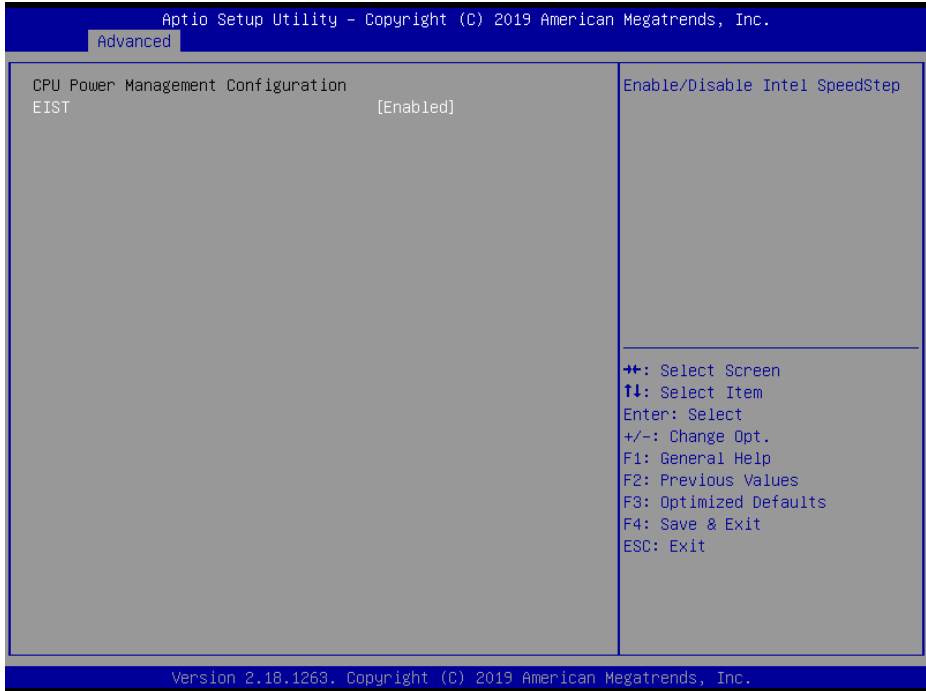 Aptio Setup Utility – Copyright (C) 2019 American Megatrends, Inc.
Advanced
CPU Power Management Configuration
EIST [Enabled]
Enable/Disable Intel SpeedStep
→←: Select Screen
↑↓: Select Item
Enter: Select
+/-: Change Opt.
F1: General Help
F2: Previous Values
F3: Optimized Defaults
F4: Save & Exit
ESC: Exit
Version 2.18.1263. Copyright (C) 2019 American Megatrends, Inc.